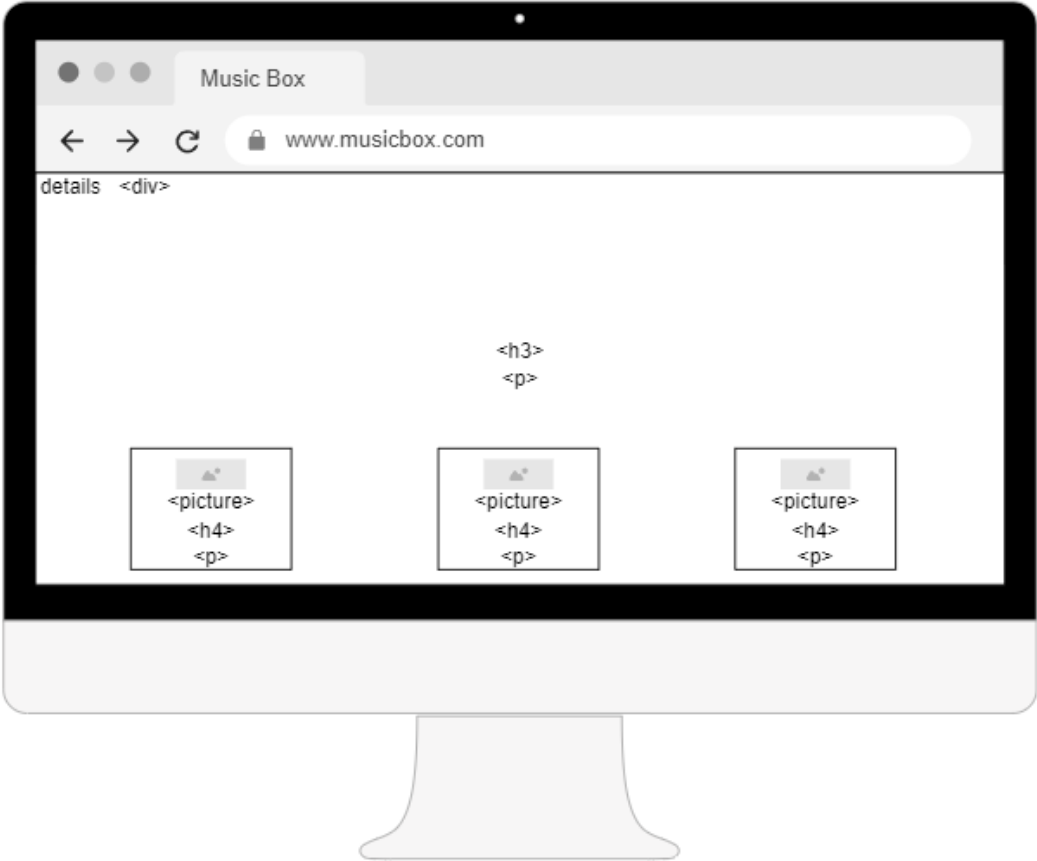 Music Box
www.musicbox.com
details <div>
<h3>
<p>
<picture> <picture> <picture>
<h4> <h4> <h4>
<p> <p> <p>